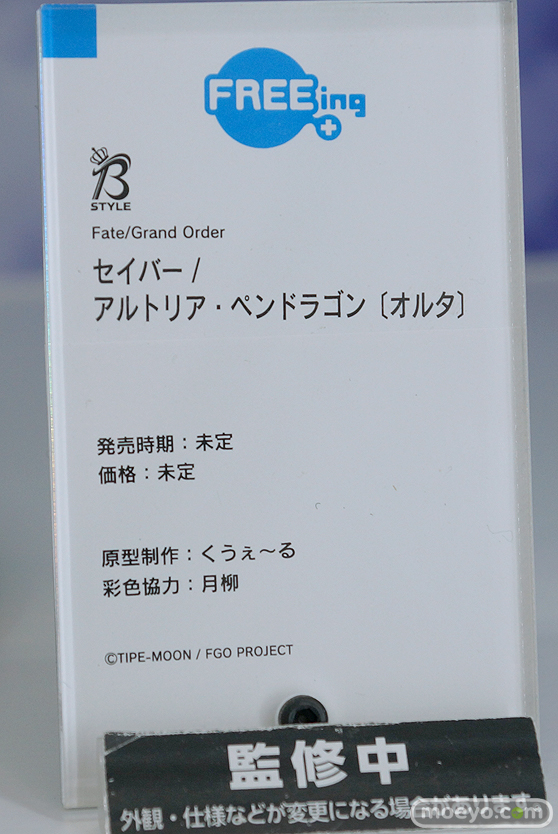 FREEing
B
STYLE
Fate/Grand Order
セイバー /
アルトリア・ペンドラゴン〔オルタ〕
発売時期：未定
価格：未定
原型制作：くうぇ〜る
彩色協力：月柳
©TIPE-MOON / FGO PROJECT
監修中
外観・仕様などが変更になる場合があります
moeyo.com